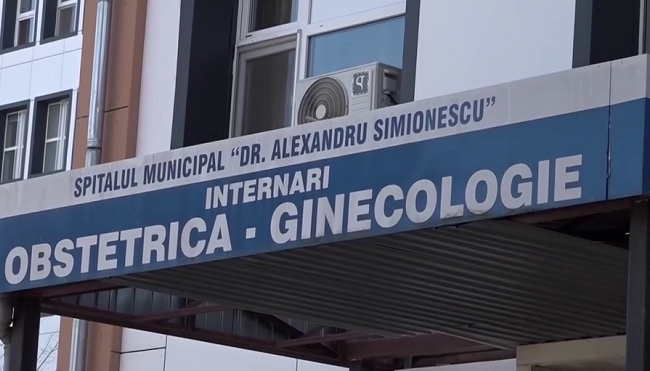 SPITALUL MUNICIPAL "DR. ALEXANDRU SIMIONESCU"
INTERNARI
OBSTETRICA - GINECOLOGIE